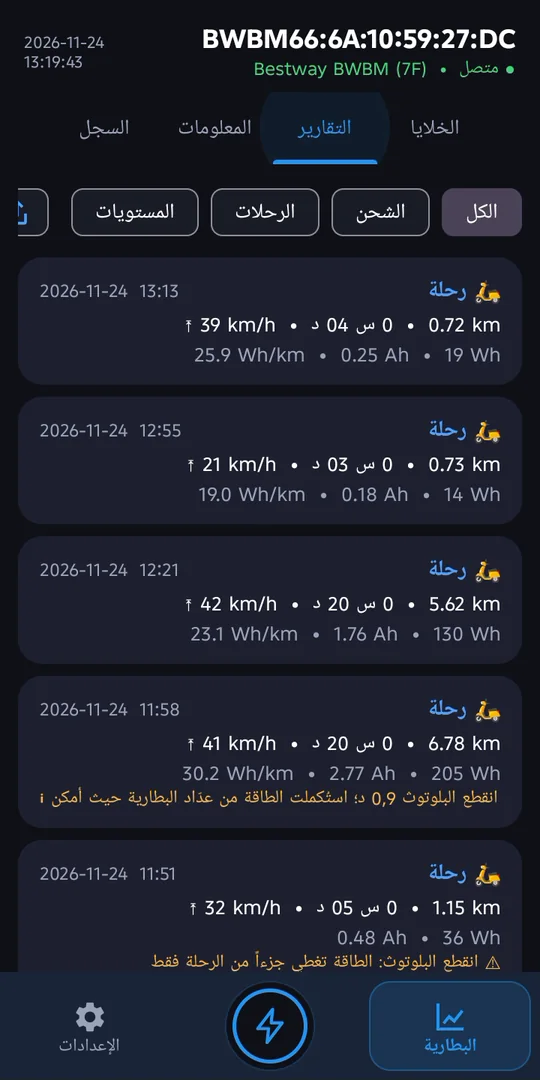 BWBM66:6A:10:59:27:DC
2026-11-24
13:19:43
● متصل • Bestway BWBM (7F)
الخلايا
التقارير
المعلومات
السجل
الكل
الشحن
الرحلات
المستويات
رحلة
2026-11-24 13:13
0.72 km • 0 س 04 د • 39 km/h ⤒
19 Wh • 0.25 Ah • 25.9 Wh/km
رحلة
2026-11-24 12:55
0.73 km • 0 س 03 د • 21 km/h ⤒
14 Wh • 0.18 Ah • 19.0 Wh/km
رحلة
2026-11-24 12:21
5.62 km • 0 س 20 د • 42 km/h ⤒
130 Wh • 1.76 Ah • 23.1 Wh/km
رحلة
2026-11-24 11:58
6.78 km • 0 س 20 د • 41 km/h ⤒
205 Wh • 2.77 Ah • 30.2 Wh/km
انقطع البلوتوث 0,9 د؛ استُكملت الطاقة من عدّاد البطارية حيث أمكن ℹ
رحلة
2026-11-24 11:51
1.15 km • 0 س 05 د • 32 km/h ⤒
36 Wh • 0.48 Ah
⚠ انقطع البلوتوث: الطاقة تغطي جزءاً من الرحلة فقط
البطارية
الإعدادات